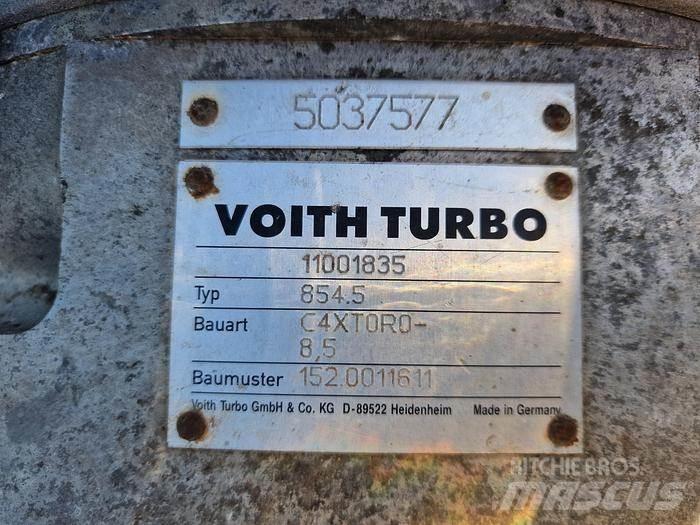 5037577
VOITH TURBO
11001835
Typ 854.5
Bauart C4XTORO-
8,5
Baumuster 152.0011611
Voith Turbo GmbH & Co. KG D-89522 Heidenheim Made in Germany
RITCHIE BROS.
MASCUS